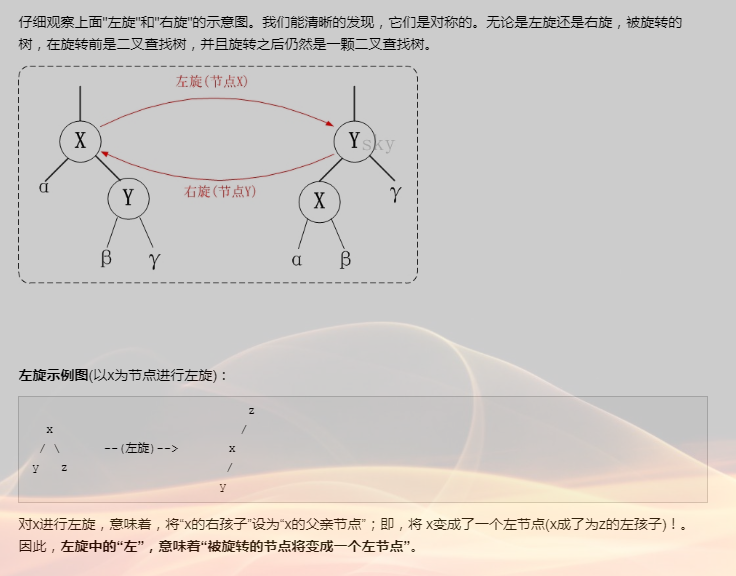 仔细观察上面"左旋"和"右旋"的示意图。我们能清晰的发现，它们是对称的。无论是左旋还是右旋，被旋转的
树，在旋转前是二叉查找树，并且旋转之后仍然是一颗二叉查找树。
左旋(节点X)
X
Y
sky
α
右旋(节点Y)
Y
X
γ
β
γ
α
β
左旋示例图(以x为节点进行左旋)：
z
x /
/ \ --(左旋)--> x
y z /
y
对x进行左旋，意味着，将“x的右孩子”设为“x的父亲节点”；即，将 x变成了一个左节点(x成了为z的左孩子)！。
因此，左旋中的“左”，意味着“被旋转的节点将变成一个左节点”。